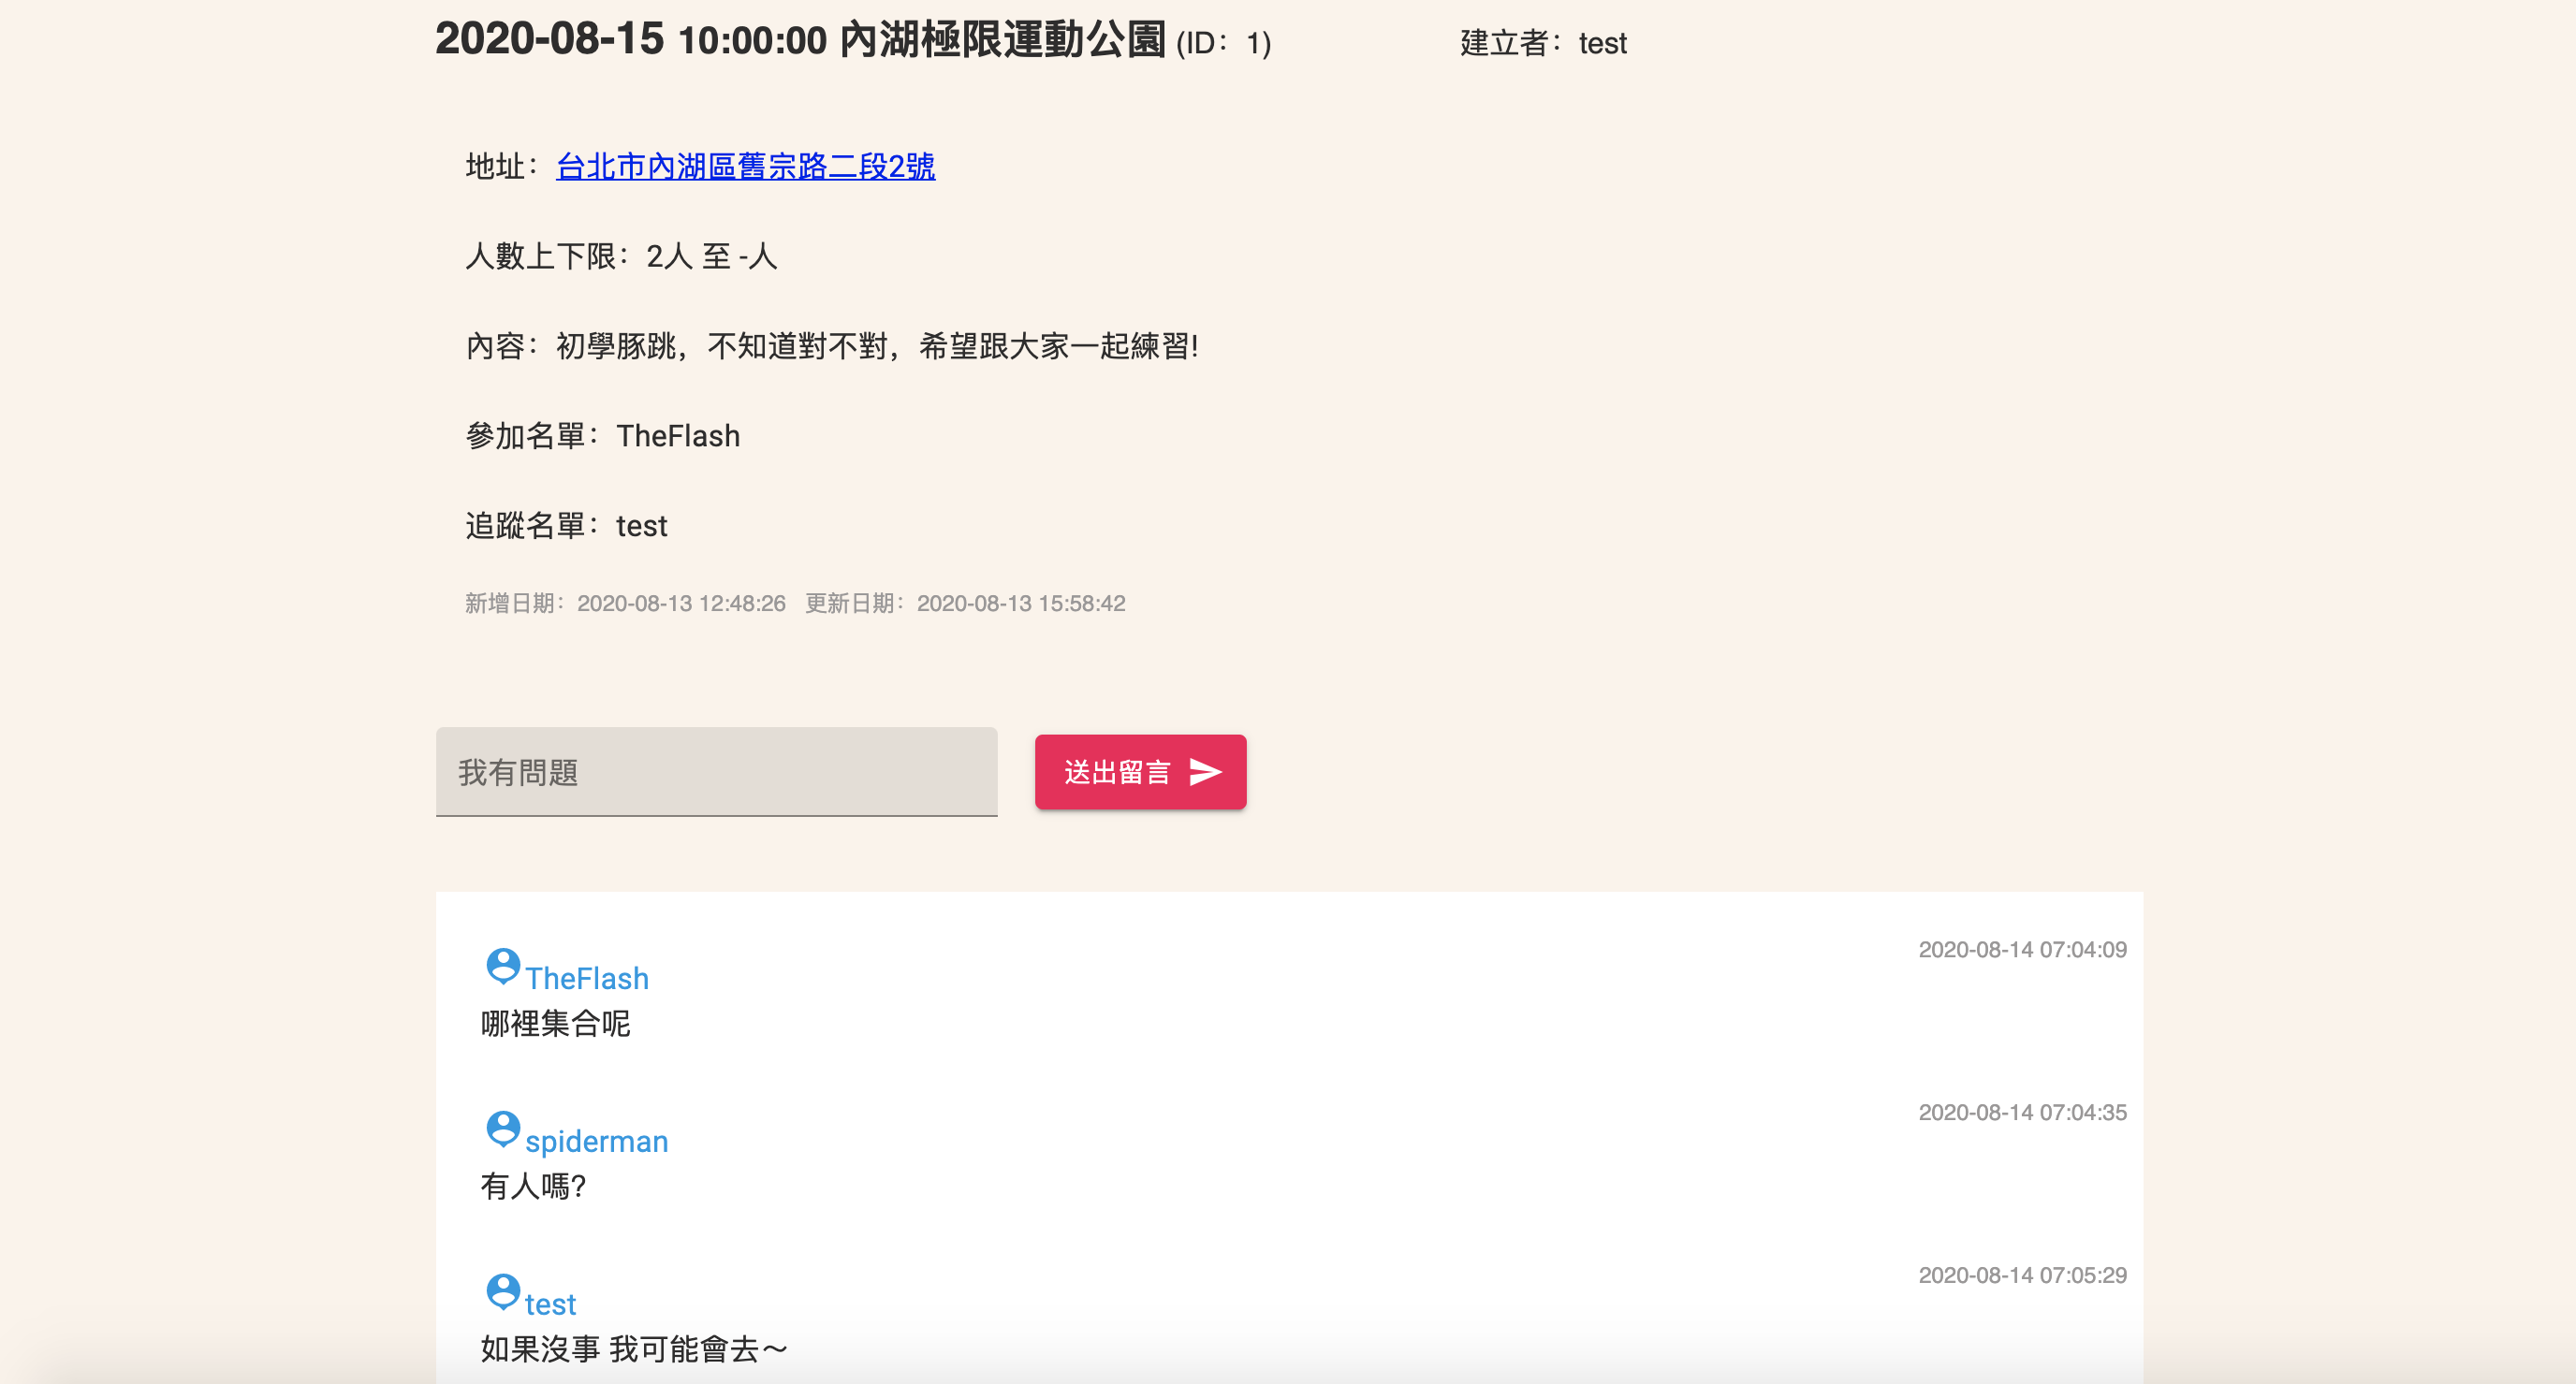 2020-08-15 10:00:00 內湖極限運動公園 (ID：1) 建立者：test
地址：台北市內湖區舊宗路二段2號
人數上下限：2人 至 -人
內容：初學豚跳，不知道對不對，希望跟大家一起練習!
參加名單：TheFlash
追蹤名單：test
新增日期：2020-08-13 12:48:26 更新日期：2020-08-13 15:58:42
我有問題 送出留言
2020-08-14 07:04:09
TheFlash
哪裡集合呢
2020-08-14 07:04:35
spiderman
有人嗎?
2020-08-14 07:05:29
test
如果沒事 我可能會去～